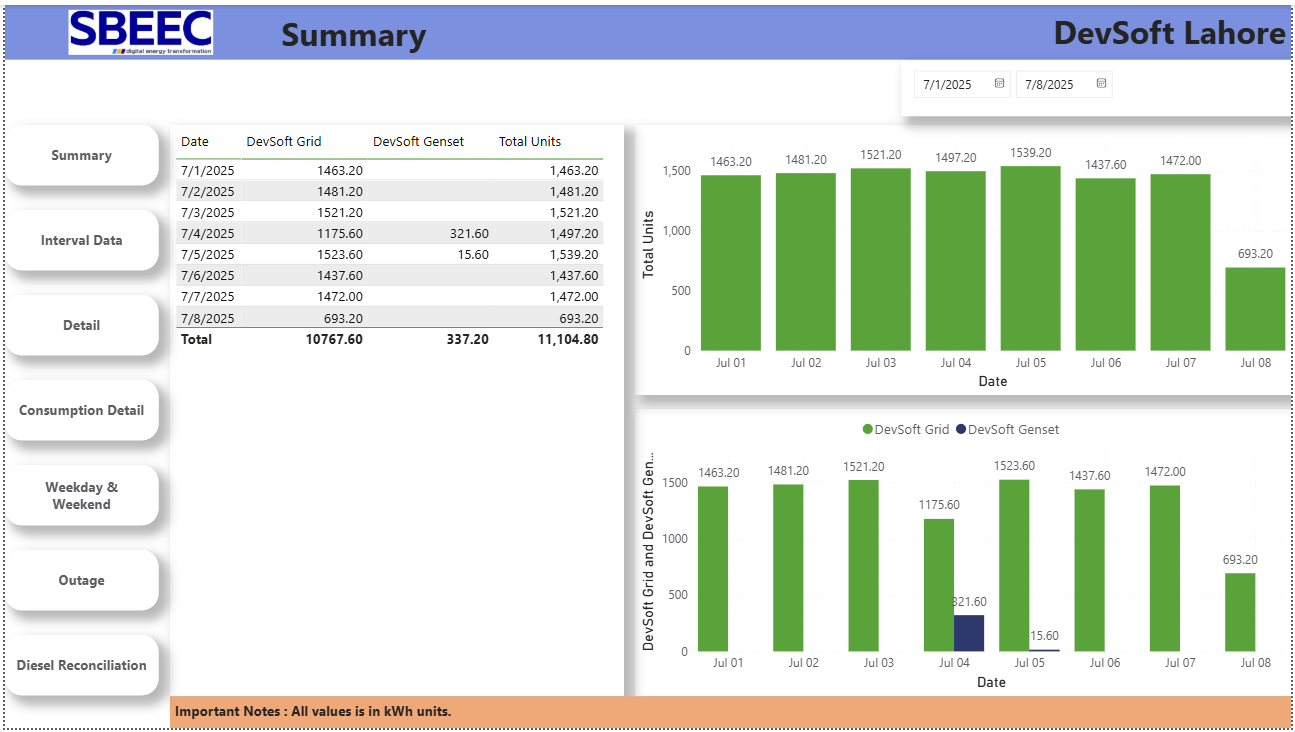 SBEEC
digital energy transformation
Summary
DevSoft Lahore
7/1/2025 7/8/2025
Summary
Interval Data
Detail
Consumption Detail
Weekday &
Weekend
Outage
Diesel Reconciliation
Date DevSoft Grid DevSoft Genset Total Units
7/1/2025 1463.20 1,463.20
7/2/2025 1481.20 1,481.20
7/3/2025 1521.20 1,521.20
7/4/2025 1175.60 321.60 1,497.20
7/5/2025 1523.60 15.60 1,539.20
7/6/2025 1437.60 1,437.60
7/7/2025 1472.00 1,472.00
7/8/2025 693.20 693.20
Total 10767.60 337.20 11,104.80
Total Units
1,500
1,000
500
0
1463.20 1481.20 1521.20 1497.20 1539.20 1437.60 1472.00 693.20
Jul 01 Jul 02 Jul 03 Jul 04 Jul 05 Jul 06 Jul 07 Jul 08
Date
DevSoft Grid DevSoft Genset
DevSoft Grid and DevSoft Gen...
1500
1000
500
0
1463.20 1481.20 1521.20 1175.60 321.60 1523.60 15.60 1437.60 1472.00 693.20
Jul 01 Jul 02 Jul 03 Jul 04 Jul 05 Jul 06 Jul 07 Jul 08
Date
Important Notes : All values is in kWh units.